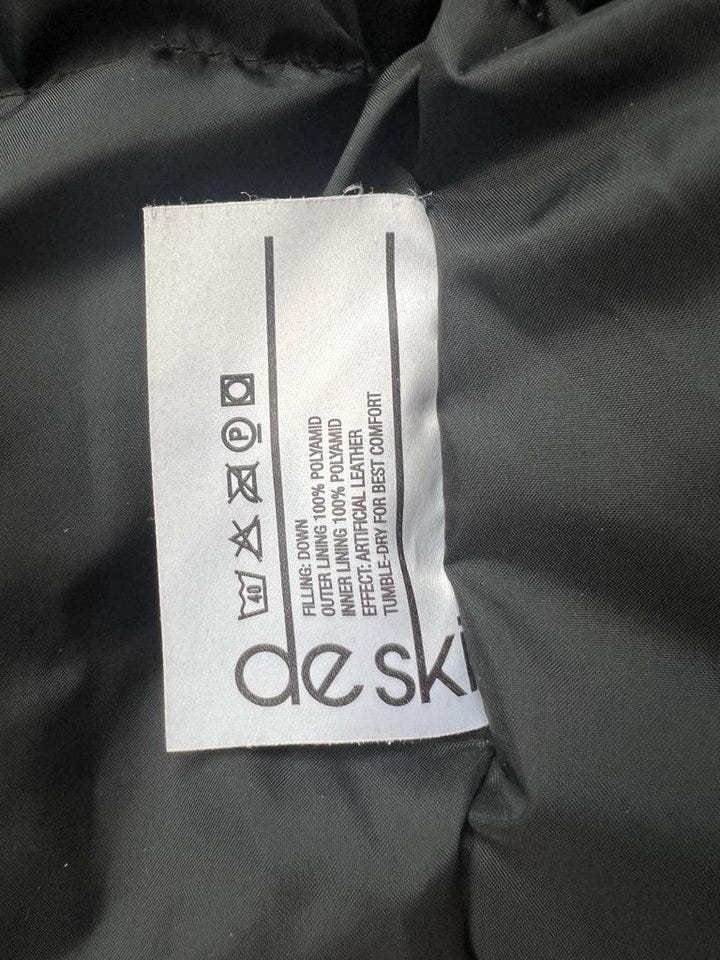 40
P
FILLING: DOWN
OUTER LINING 100% POLYAMID
INNER LINING 100% POLYAMID
EFFECT: ARTIFICIAL LEATHER
TUMBLE-DRY FOR BEST COMFORT
de ski